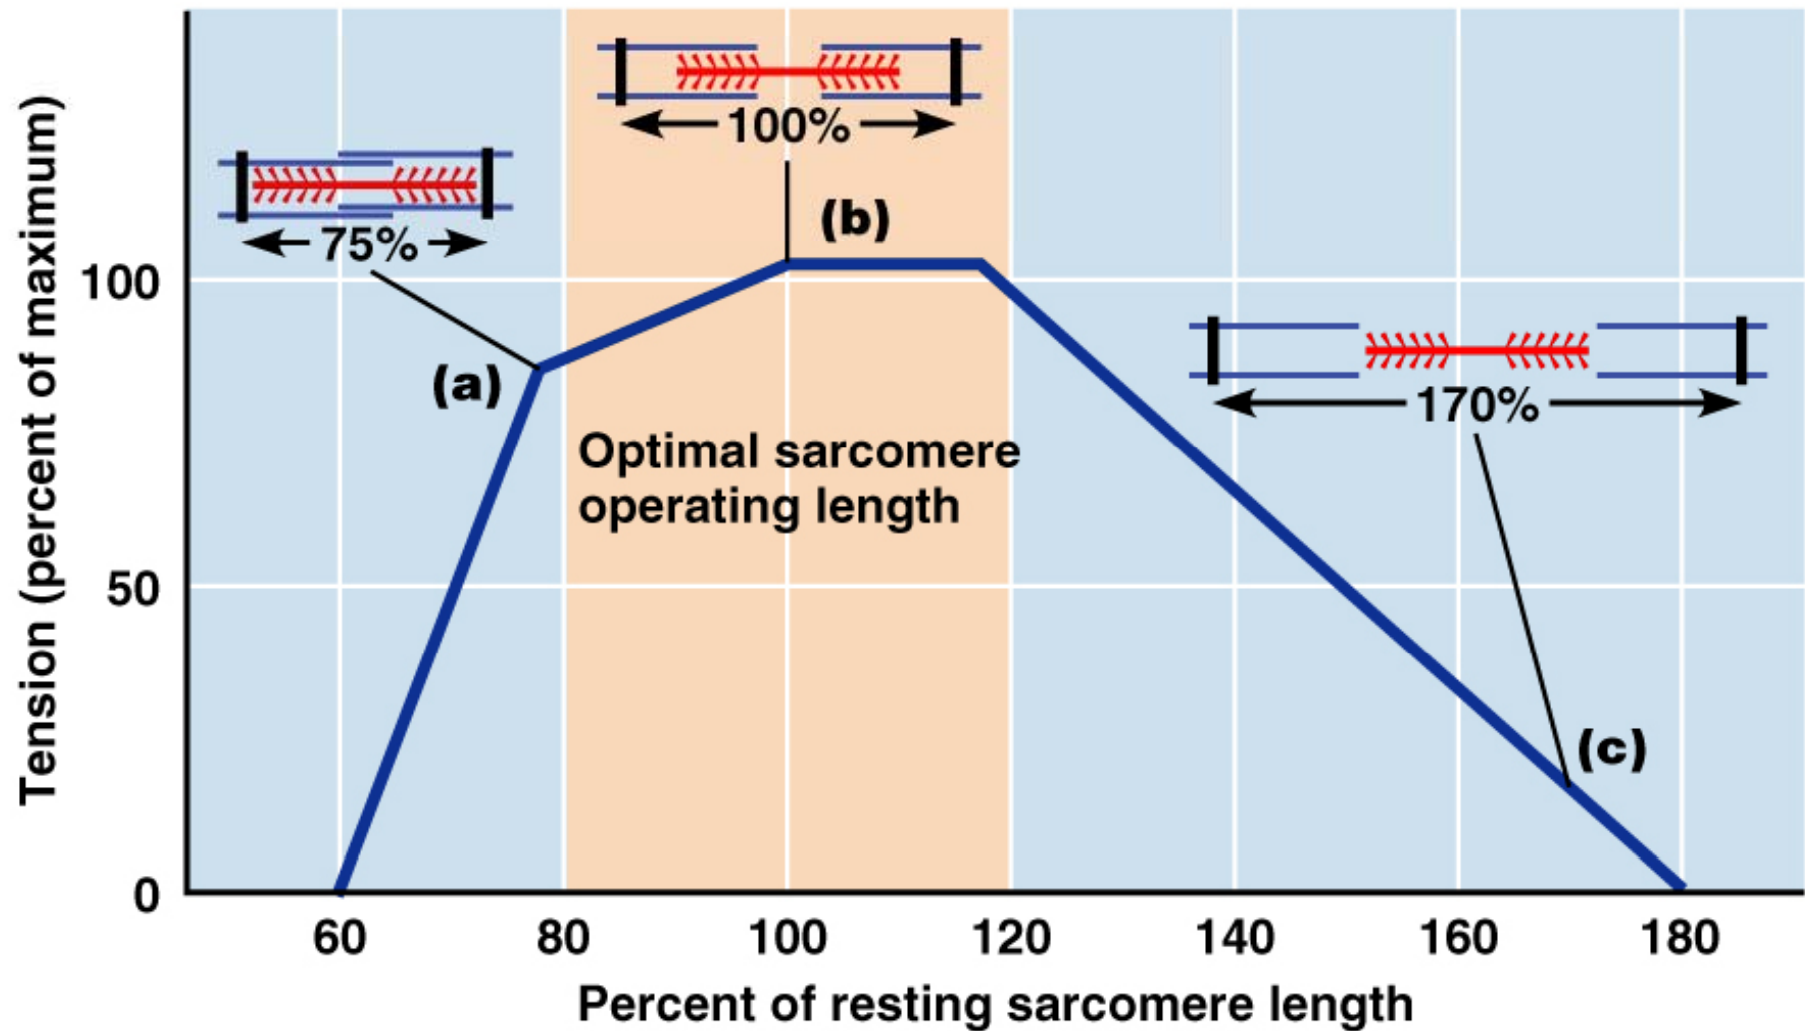 Tension (percent of maximum)
100%
75%
(b)
100
170%
(a)
Optimal sarcomere
operating length
50
(c)
0
60 80 100 120 140 160 180
Percent of resting sarcomere length